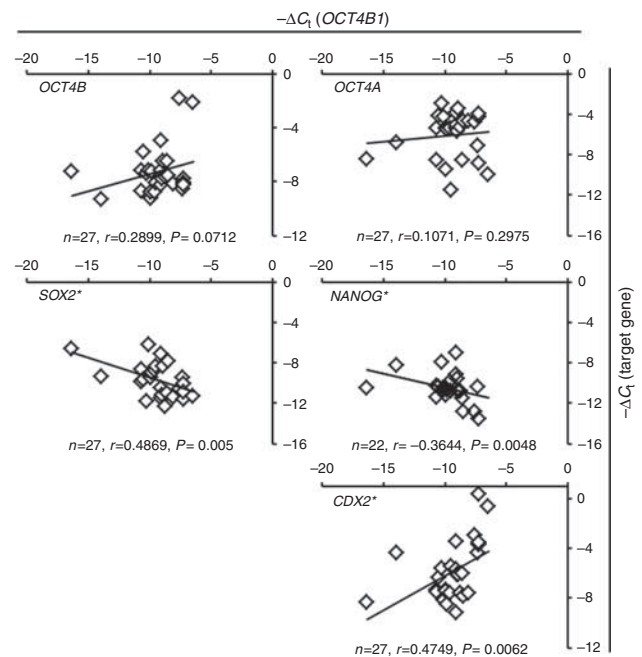 −ΔCt (OCT4B1)
−20 −15 −10 −5 0 −20 −15 −10 −5 0
0 0
OCT4B OCT4A
−4 −4
−8 −8
−12
−12 −16
n=27, r=0.2899, P= 0.0712 n=27, r=0.1071, P= 0.2975
−20 −15 −10 −5 0 −20 −15 −10 −5 0
0 0
SOX2* NANOG*
−4 −4
−8 −8
−12 −12
−16 −16
n=27, r=0.4869, P= 0.005 n=22, r= −0.3644, P= 0.0048
−20 −15 −10 −5 0
CDX2*
0
−4
−8
−12
n=27, r=0.4749, P= 0.0062
−ΔCt (target gene)